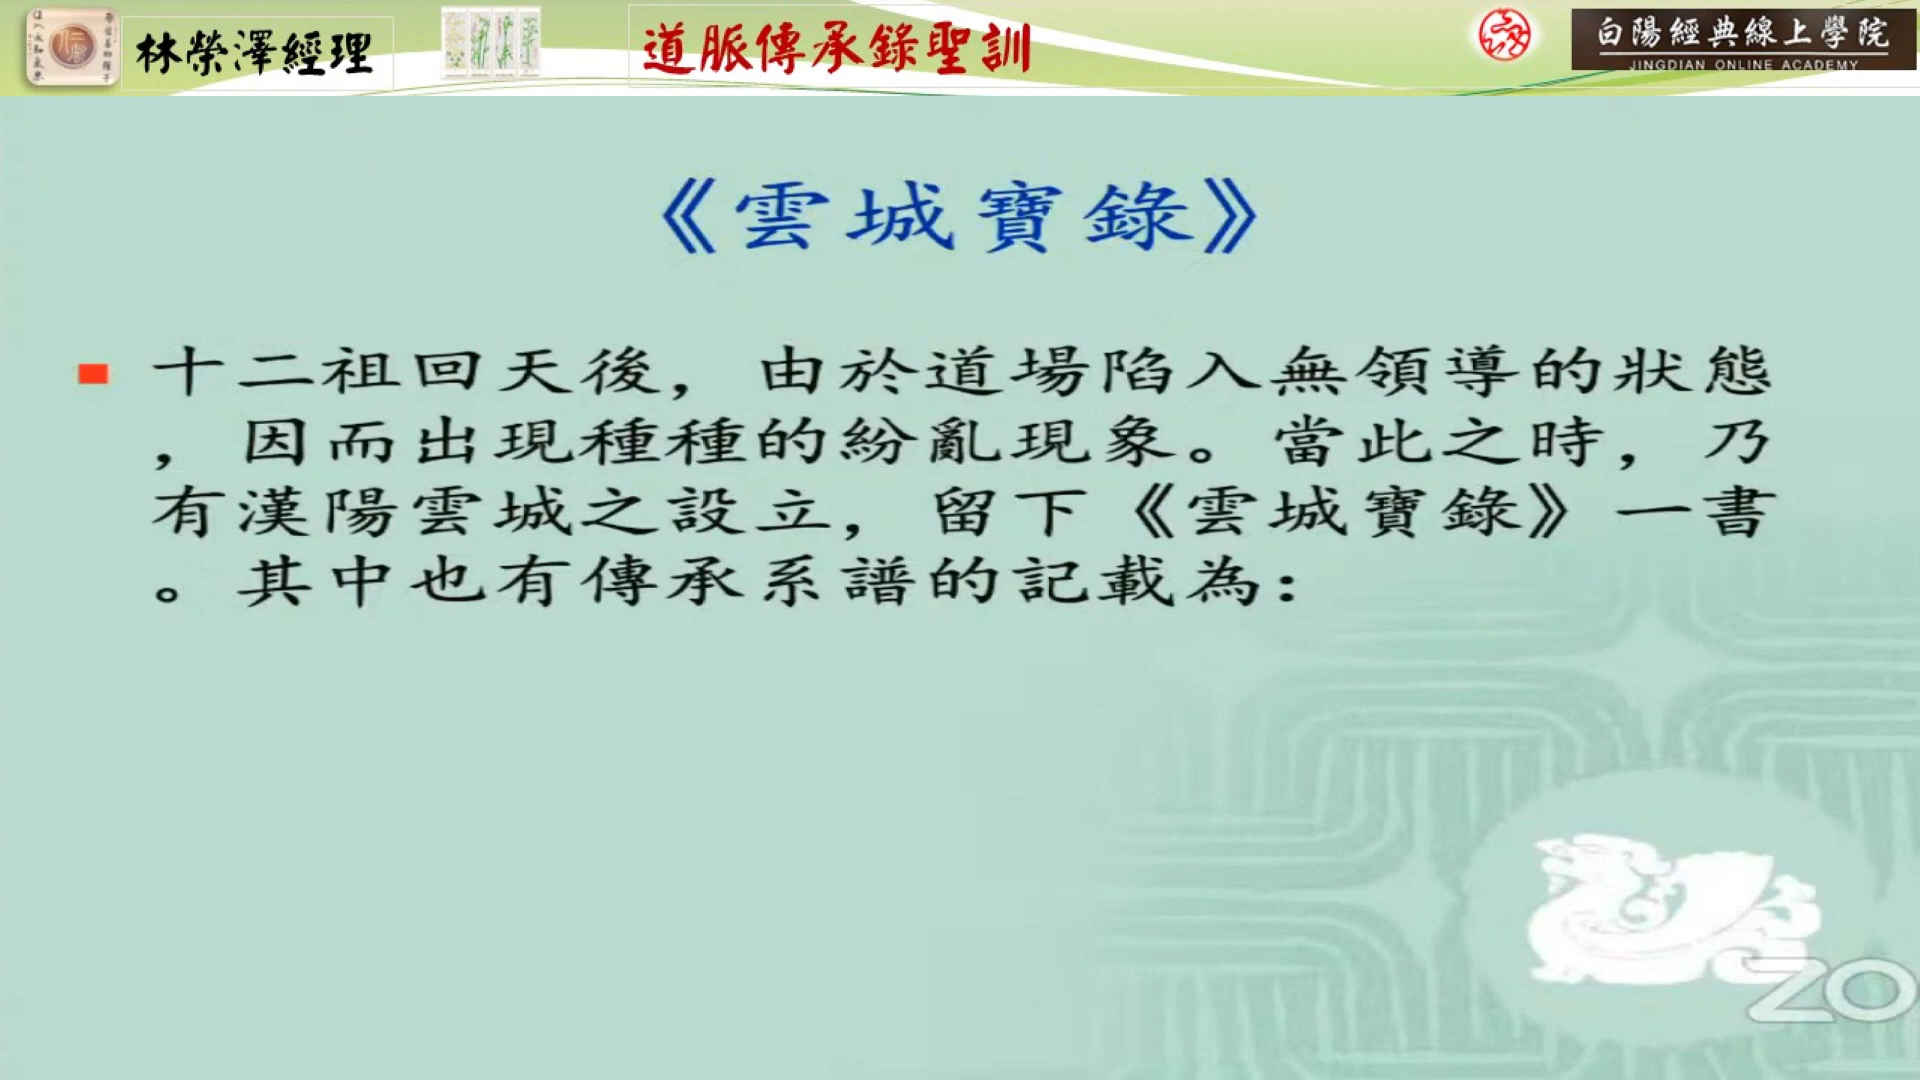 林榮澤經理
道脈傳承錄聖訓
白陽經典線上學院
JINGDIAN ONLINE ACADEMY
《雲城寶錄》
十二祖回天後，由於道場陷入無領導的狀態
，因而出現種種的紛亂現象。當此之時，乃
有漢陽雲城之設立，留下《雲城寶錄》一書
。其中也有傳承系譜的記載為：
ZO